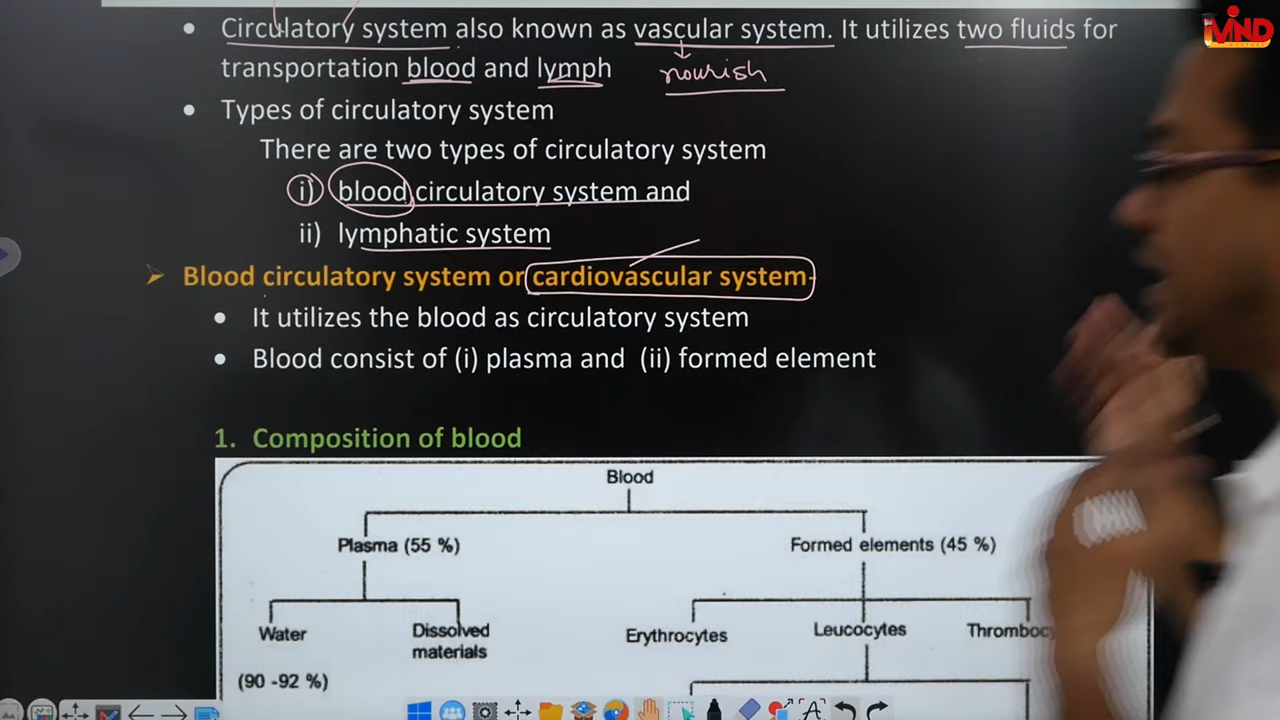 Circulatory system also known as vascular system. It utilizes two fluids for
transportation blood and lymph
nourish
Types of circulatory system
There are two types of circulatory system
i) blood circulatory system and
ii) lymphatic system
Blood circulatory system or cardiovascular system-
It utilizes the blood as circulatory system
Blood consist of (i) plasma and (ii) formed element
1. Composition of blood
Blood
Plasma (55 %)
Formed elements (45 %)
Water
Dissolved
materials
Erythrocytes
Leucocytes
(90 -92 %)